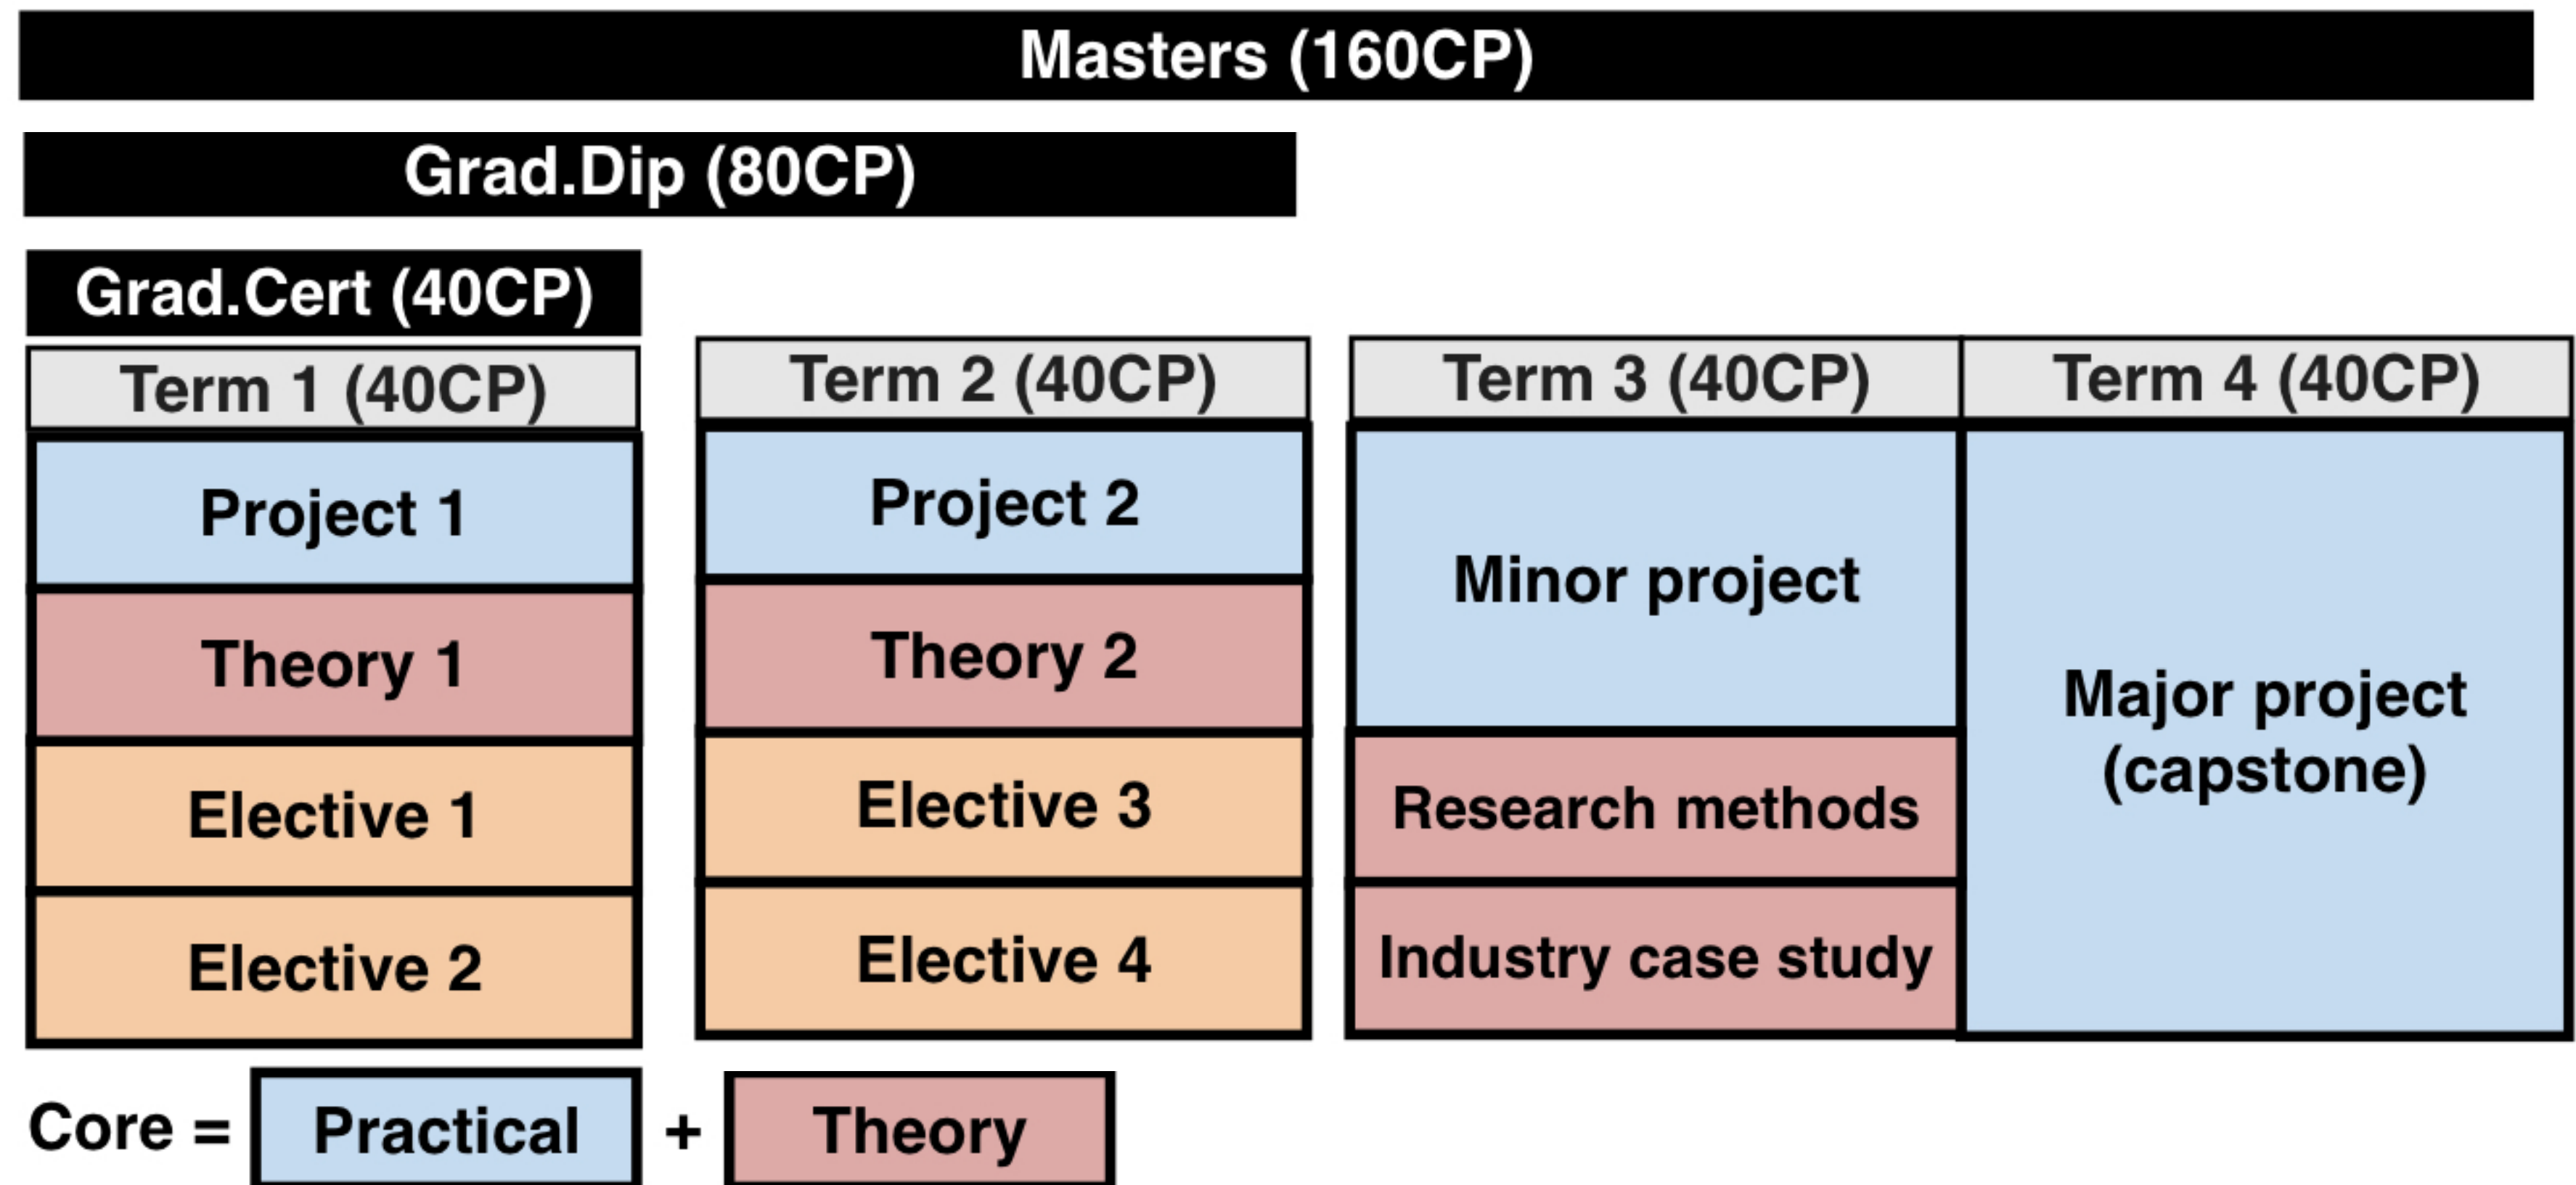 Masters (160CP)
Grad.Dip (80CP)
Grad.Cert (40CP)
Term 1 (40CP)
Project 1
Theory 1
Elective 1
Elective 2
Term 2 (40CP)
Project 2
Theory 2
Elective 3
Elective 4
Term 3 (40CP)
Minor project
Research methods
Industry case study
Term 4 (40CP)
Major project
(capstone)
Core = Practical + Theory